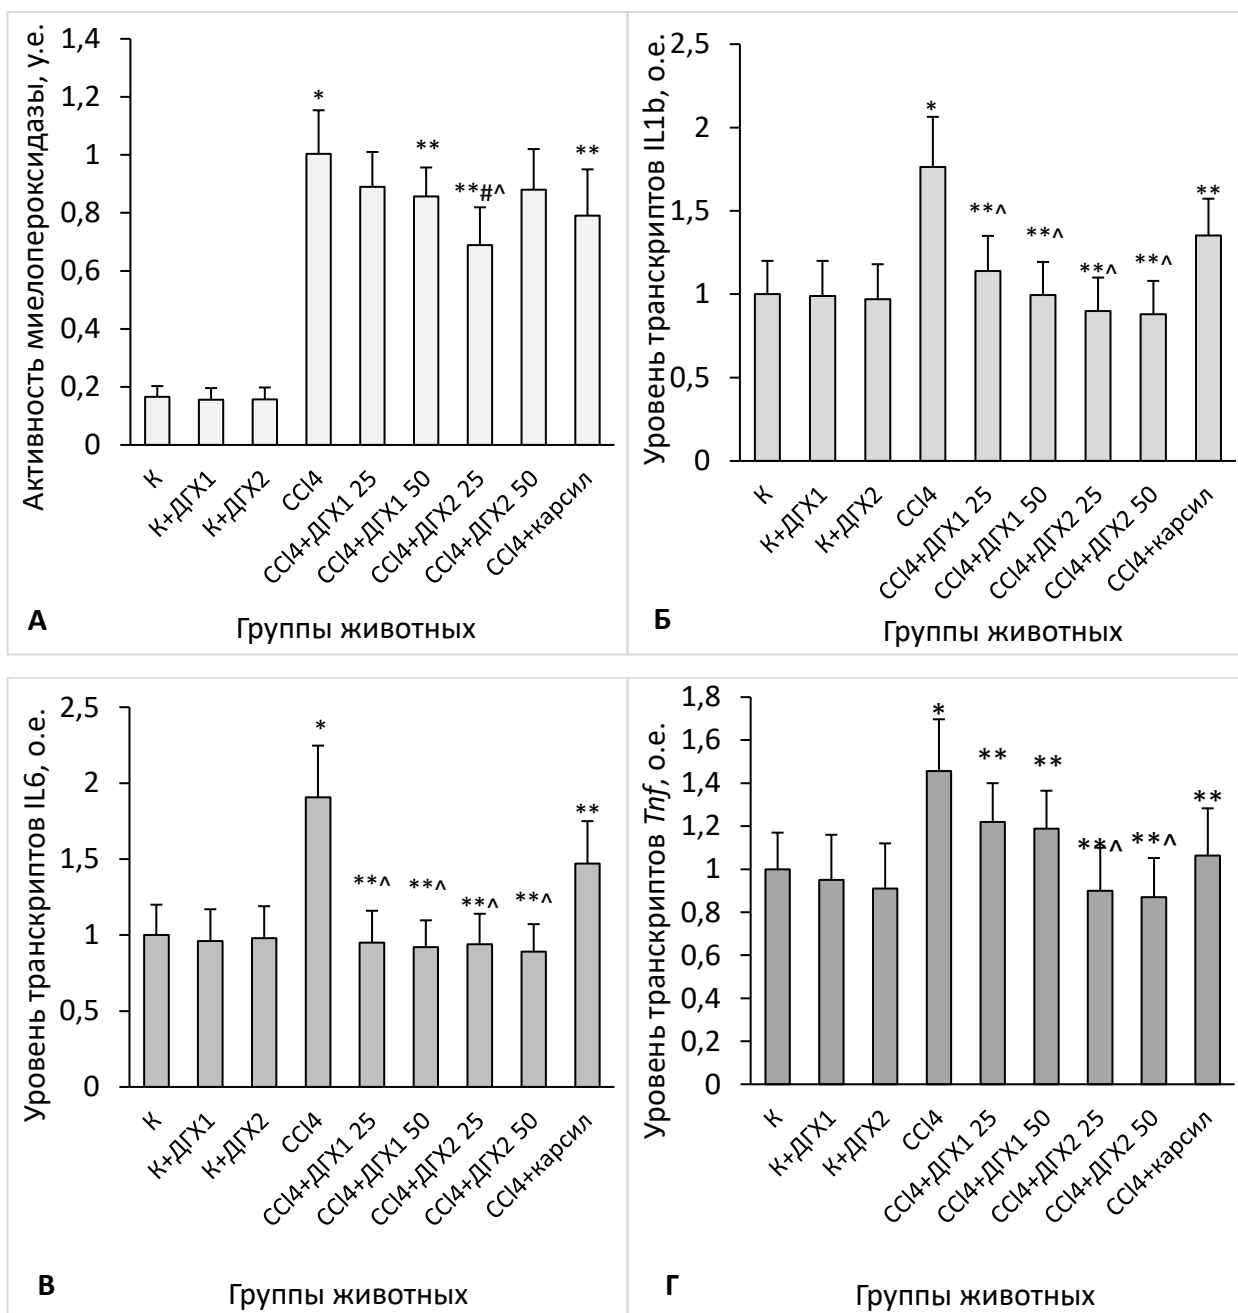 Активность миелопероксидазы, у.е.
1,4
1,2
1
0,8
0,6
0,4
0,2
0
*
**
**#^
**
К
К+ДГХ1
К+ДГХ2
CCl4
CCl4+ДГХ1 25
CCl4+ДГХ1 50
CCl4+ДГХ2 25
CCl4+ДГХ2 50
CCl4+карсил
А
Группы животных
Уровень транскриптов IL1b, о.е.
2,5
2
1,5
1
0,5
0
*
**^
**^
**^
**^
**
К
К+ДГХ1
К+ДГХ2
CCl4
CCl4+ДГХ1 25
CCl4+ДГХ1 50
CCl4+ДГХ2 25
CCl4+ДГХ2 50
CCl4+карсил
Б
Группы животных
Уровень транскриптов IL6, о.е.
2,5
2
1,5
1
0,5
0
*
**^
**^
**^
**^
**
К
К+ДГХ1
К+ДГХ2
CCl4
CCl4+ДГХ1 25
CCl4+ДГХ1 50
CCl4+ДГХ2 25
CCl4+ДГХ2 50
CCl4+карсил
В
Группы животных
Уровень транскриптов Tnf, о.е.
1,8
1,6
1,4
1,2
1
0,8
0,6
0,4
0,2
0
*
**
**
**^
**^
**
К
К+ДГХ1
К+ДГХ2
CCl4
CCl4+ДГХ1 25
CCl4+ДГХ1 50
CCl4+ДГХ2 25
CCl4+ДГХ2 50
CCl4+карсил
Г
Группы животных